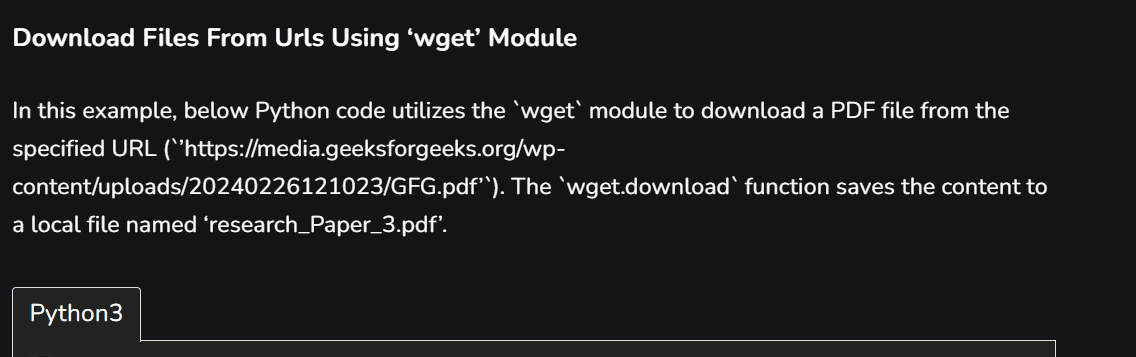 Download Files From Urls Using ‘wget’ Module
In this example, below Python code utilizes the `wget` module to download a PDF file from the
specified URL (`’https://media.geeksforgeeks.org/wp-
content/uploads/20240226121023/GFG.pdf’`). The `wget.download` function saves the content to
a local file named ‘research_Paper_3.pdf’.
Python3